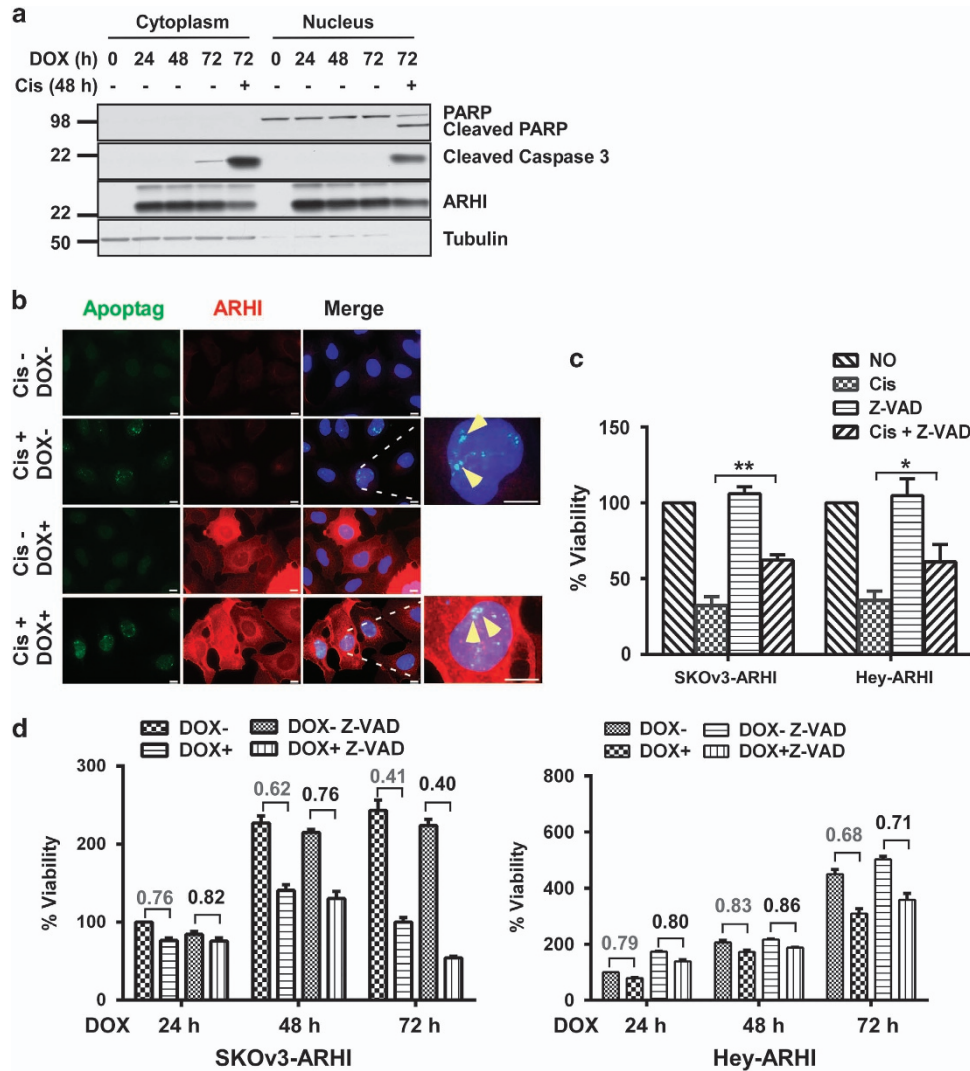 a
Cytoplasm Nucleus
DOX (h) 0 24 48 72 72 0 24 48 72 72
Cis (48 h) - - - - + - - - - +
98 PARP
Cleaved PARP
22 Cleaved Caspase 3
22 ARHI
50 Tubulin
b
Apoptag ARHI Merge
Cis - DOX-
Cis + DOX-
Cis - DOX+
Cis + DOX+
c
NO
Cis
Z-VAD
Cis + Z-VAD
% Viability
150
100
50
0
** *
SKOv3-ARHI Hey-ARHI
d
DOX- DOX- Z-VAD
DOX+ DOX+ Z-VAD
% Viability
300
200
100
0
0.76 0.82 0.62 0.76 0.41 0.40
DOX 24 h 48 h 72 h
SKOv3-ARHI
DOX- DOX- Z-VAD
DOX+ DOX+Z-VAD
% Viability
800
600
400
200
0
0.79 0.80 0.83 0.86 0.68 0.71
DOX 24 h 48 h 72 h
Hey-ARHI